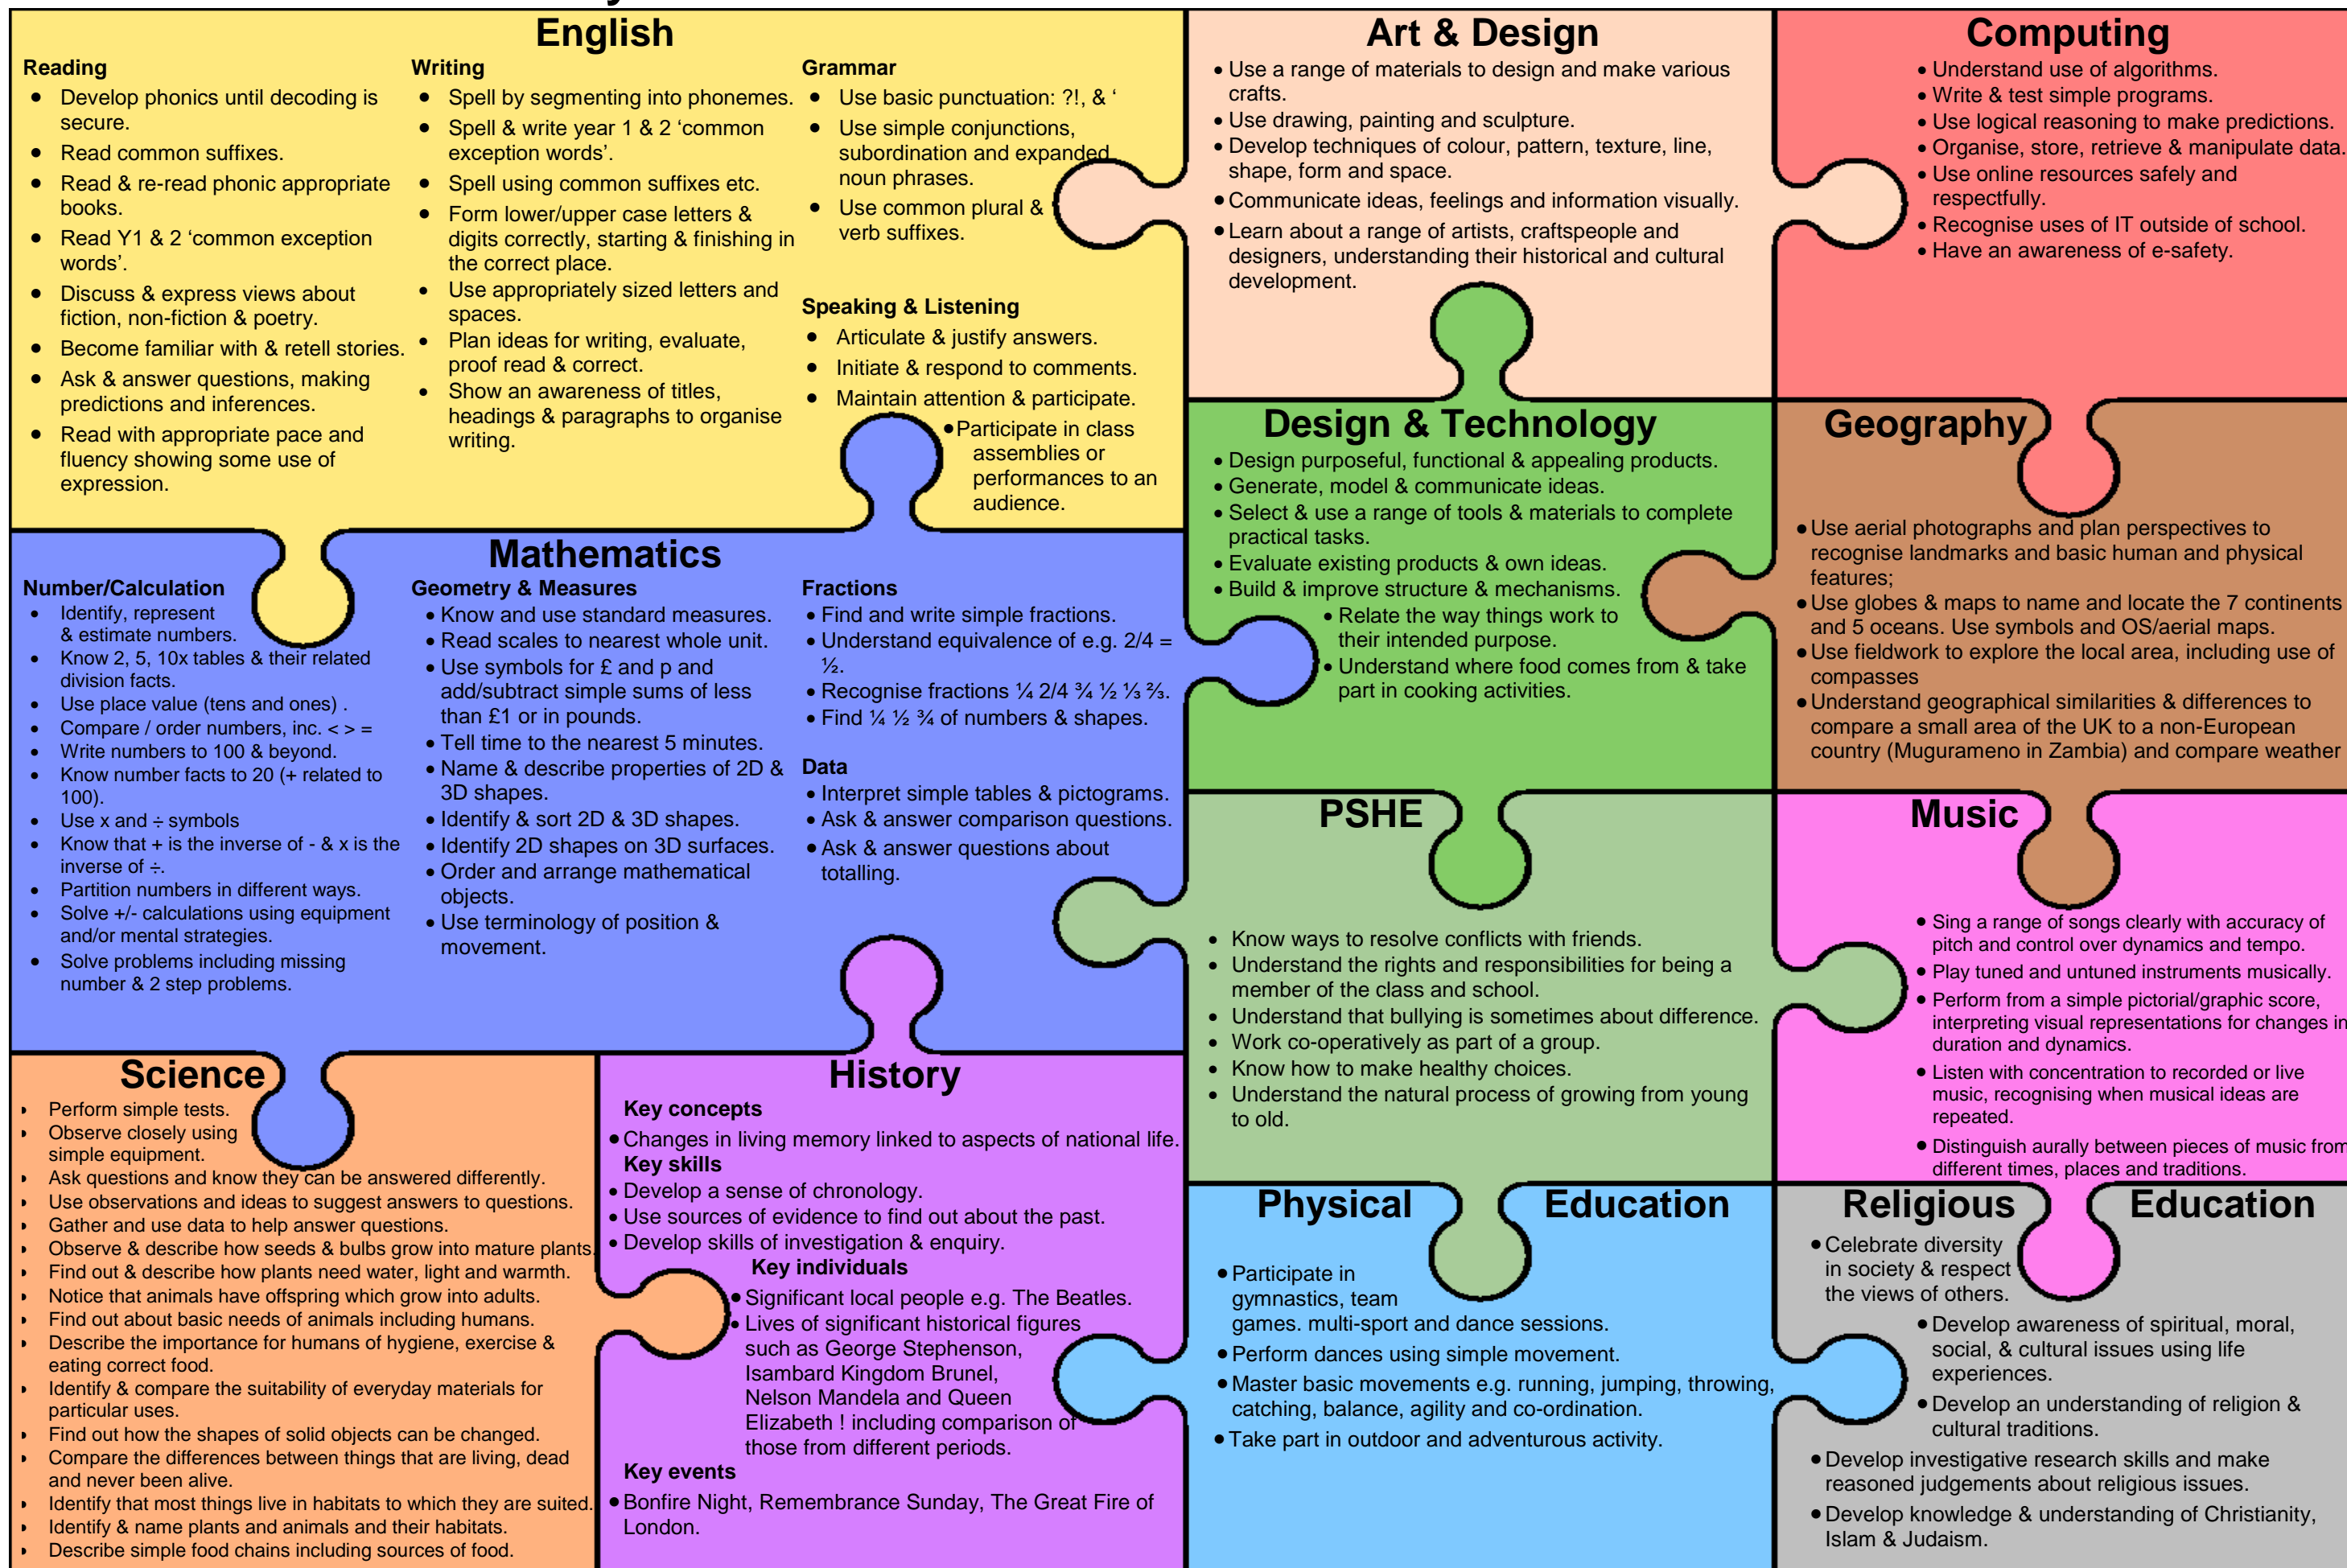 English
Reading
• Develop phonics until decoding is
secure.
• Read common suffixes.
• Read & re-read phonic appropriate
books.
• Read Y1 & 2 ‘common exception
words’.
• Discuss & express views about
fiction, non-fiction & poetry.
• Become familiar with & retell stories.
• Ask & answer questions, making
predictions and inferences.
• Read with appropriate pace and
fluency showing some use of
expression.
Writing
• Spell by segmenting into phonemes.
• Spell & write year 1 & 2 ‘common
exception words’.
• Spell using common suffixes etc.
• Form lower/upper case letters &
digits correctly, starting & finishing in
the correct place.
• Use appropriately sized letters and
spaces.
• Plan ideas for writing, evaluate,
proof read & correct.
• Show an awareness of titles,
headings & paragraphs to organise
writing.
Grammar
• Use basic punctuation: ?!, & ‘
• Use simple conjunctions,
subordination and expanded
noun phrases.
• Use common plural &
verb suffixes.
Speaking & Listening
• Articulate & justify answers.
• Initiate & respond to comments.
• Maintain attention & participate.
• Participate in class
assemblies or
performances to an
audience.
Art & Design
• Use a range of materials to design and make various
crafts.
• Use drawing, painting and sculpture.
• Develop techniques of colour, pattern, texture, line,
shape, form and space.
• Communicate ideas, feelings and information visually.
• Learn about a range of artists, craftspeople and
designers, understanding their historical and cultural
development.
Computing
• Understand use of algorithms.
• Write & test simple programs.
• Use logical reasoning to make predictions.
• Organise, store, retrieve & manipulate data.
• Use online resources safely and
respectfully.
• Recognise uses of IT outside of school.
• Have an awareness of e-safety.
Design & Technology
• Design purposeful, functional & appealing products.
• Generate, model & communicate ideas.
• Select & use a range of tools & materials to complete
practical tasks.
• Evaluate existing products & own ideas.
• Build & improve structure & mechanisms.
• Relate the way things work to
their intended purpose.
• Understand where food comes from & take
part in cooking activities.
Geography
• Use aerial photographs and plan perspectives to
recognise landmarks and basic human and physical
features;
• Use globes & maps to name and locate the 7 continents
and 5 oceans. Use symbols and OS/aerial maps.
• Use fieldwork to explore the local area, including use of
compasses
• Understand geographical similarities & differences to
compare a small area of the UK to a non-European
country (Mugurameno in Zambia) and compare weather
Mathematics
Number/Calculation
• Identify, represent
& estimate numbers.
• Know 2, 5, 10x tables & their related
division facts.
• Use place value (tens and ones) .
• Compare / order numbers, inc. < > =
• Write numbers to 100 & beyond.
• Know number facts to 20 (+ related to
100).
• Use x and ÷ symbols
• Know that + is the inverse of - & x is the
inverse of ÷.
• Partition numbers in different ways.
• Solve +/- calculations using equipment
and/or mental strategies.
• Solve problems including missing
number & 2 step problems.
Geometry & Measures
• Know and use standard measures.
• Read scales to nearest whole unit.
• Use symbols for £ and p and
add/subtract simple sums of less
than £1 or in pounds.
• Tell time to the nearest 5 minutes.
• Name & describe properties of 2D &
3D shapes.
• Identify & sort 2D & 3D shapes.
• Identify 2D shapes on 3D surfaces.
• Order and arrange mathematical
objects.
• Use terminology of position &
movement.
Fractions
• Find and write simple fractions.
• Understand equivalence of e.g. 2/4 =
½.
• Recognise fractions ¼ 2/4 ¾ ½ ⅓ ⅔.
• Find ¼ ½ ¾ of numbers & shapes.
Data
• Interpret simple tables & pictograms.
• Ask & answer comparison questions.
• Ask & answer questions about
totalling.
PSHE
• Know ways to resolve conflicts with friends.
• Understand the rights and responsibilities for being a
member of the class and school.
• Understand that bullying is sometimes about difference.
• Work co-operatively as part of a group.
• Know how to make healthy choices.
• Understand the natural process of growing from young
to old.
Music
• Sing a range of songs clearly with accuracy of
pitch and control over dynamics and tempo.
• Play tuned and untuned instruments musically.
• Perform from a simple pictorial/graphic score,
interpreting visual representations for changes in
duration and dynamics.
• Listen with concentration to recorded or live
music, recognising when musical ideas are
repeated.
• Distinguish aurally between pieces of music from
different times, places and traditions.
Science
• Perform simple tests.
• Observe closely using
simple equipment.
• Ask questions and know they can be answered differently.
• Use observations and ideas to suggest answers to questions.
• Gather and use data to help answer questions.
• Observe & describe how seeds & bulbs grow into mature plants.
• Find out & describe how plants need water, light and warmth.
• Notice that animals have offspring which grow into adults.
• Find out about basic needs of animals including humans.
• Describe the importance for humans of hygiene, exercise &
eating correct food.
• Identify & compare the suitability of everyday materials for
particular uses.
• Find out how the shapes of solid objects can be changed.
• Compare the differences between things that are living, dead
and never been alive.
• Identify that most things live in habitats to which they are suited.
• Identify & name plants and animals and their habitats.
• Describe simple food chains including sources of food.
History
Key concepts
• Changes in living memory linked to aspects of national life.
Key skills
• Develop a sense of chronology.
• Use sources of evidence to find out about the past.
• Develop skills of investigation & enquiry.
Key individuals
• Significant local people e.g. The Beatles.
• Lives of significant historical figures
such as George Stephenson,
Isambard Kingdom Brunel,
Nelson Mandela and Queen
Elizabeth ! including comparison of
those from different periods.
Key events
• Bonfire Night, Remembrance Sunday, The Great Fire of
London.
Physical Education
• Participate in
gymnastics, team
games. multi-sport and dance sessions.
• Perform dances using simple movement.
• Master basic movements e.g. running, jumping, throwing,
catching, balance, agility and co-ordination.
• Take part in outdoor and adventurous activity.
Religious Education
• Celebrate diversity
in society & respect
the views of others.
• Develop awareness of spiritual, moral,
social, & cultural issues using life
experiences.
• Develop an understanding of religion &
cultural traditions.
• Develop investigative research skills and make
reasoned judgements about religious issues.
• Develop knowledge & understanding of Christianity,
Islam & Judaism.